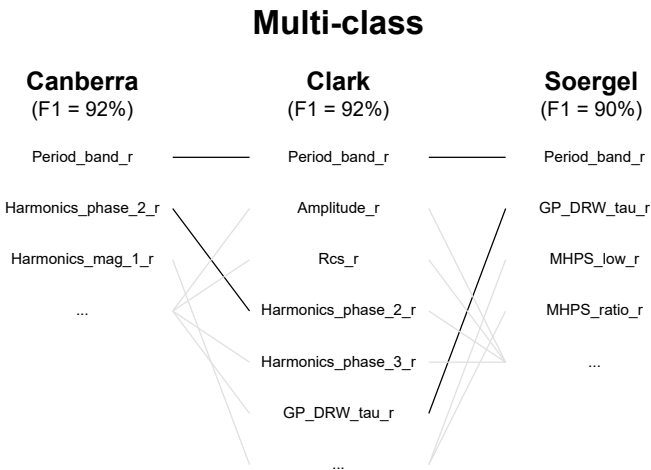 Multi-class
Canberra Clark Soergel
(F1 = 92%) (F1 = 92%) (F1 = 90%)
Period_band_r Period_band_r Period_band_r
Harmonics_phase_2_r Amplitude_r GP_DRW_tau_r
Harmonics_mag_1_r Rcs_r MHPS_low_r
... Harmonics_phase_2_r MHPS_ratio_r
Harmonics_phase_3_r ...
GP_DRW_tau_r
...